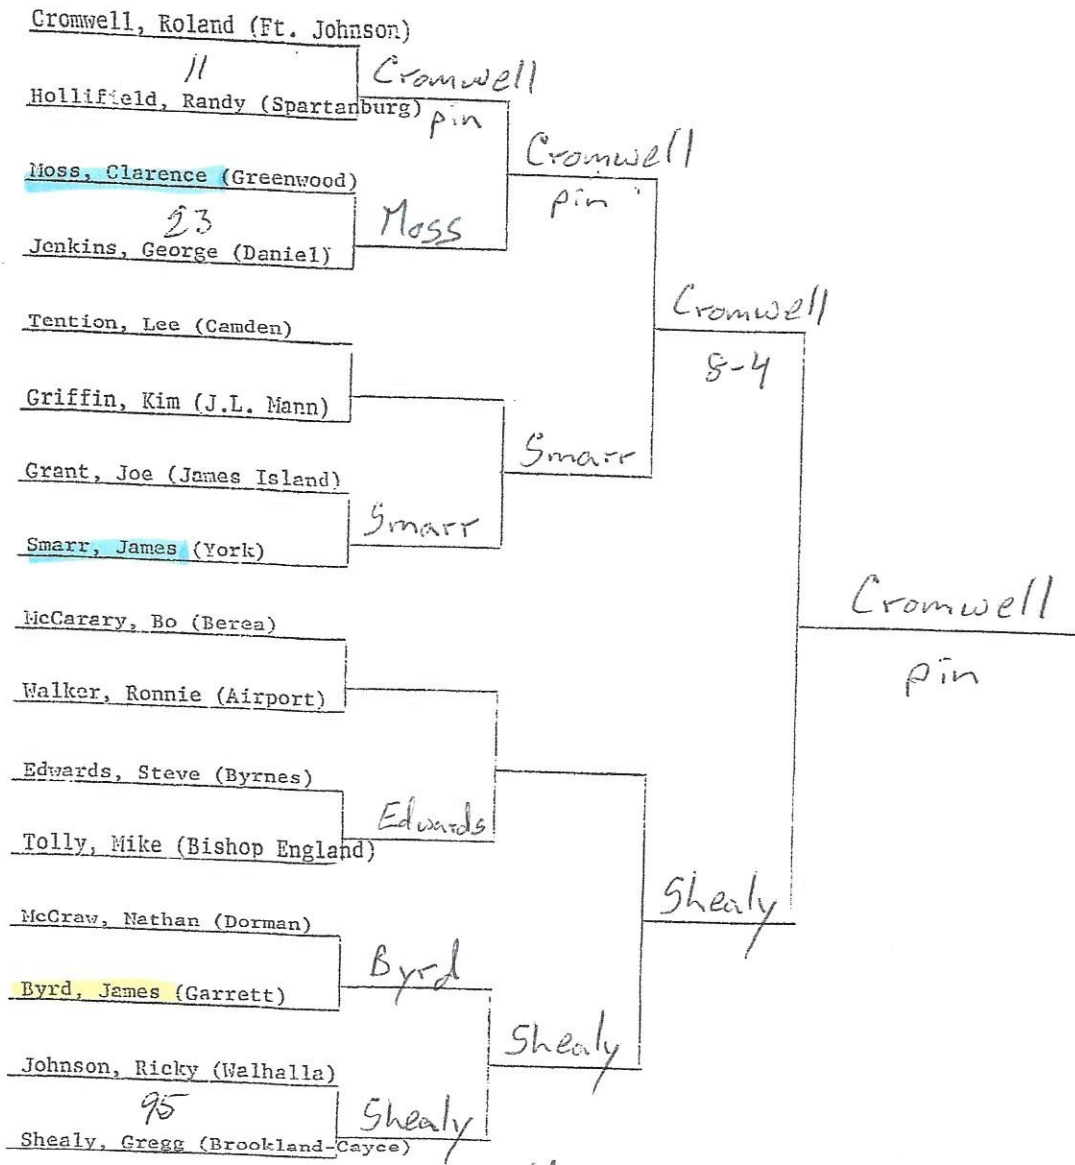 Cromwell, Roland (Ft. Johnson)
11
Cromwell
Hollifield, Randy (Spartanburg)
pin
Cromwell
Moss, Clarence (Greenwood)
pin
23
Moss
Jenkins, George (Daniel)
Cromwell
Tention, Lee (Camden)
8-4
Griffin, Kim (J.L. Mann)
Smarr
Grant, Joe (James Island)
Smarr
Smarr, James (York)
Cromwell
McCarary, Bo (Berea)
pin
Walker, Ronnie (Airport)
Edwards, Steve (Byrnes)
Edwards
Tolly, Mike (Bishop England)
Shealy
McGraw, Nathan (Dorman)
Byrd
Byrd, James (Garrett)
Shealy
Johnson, Ricky (Walhalla)
95
Shealy
Shealy, Gregg (Brookland-Cayce)